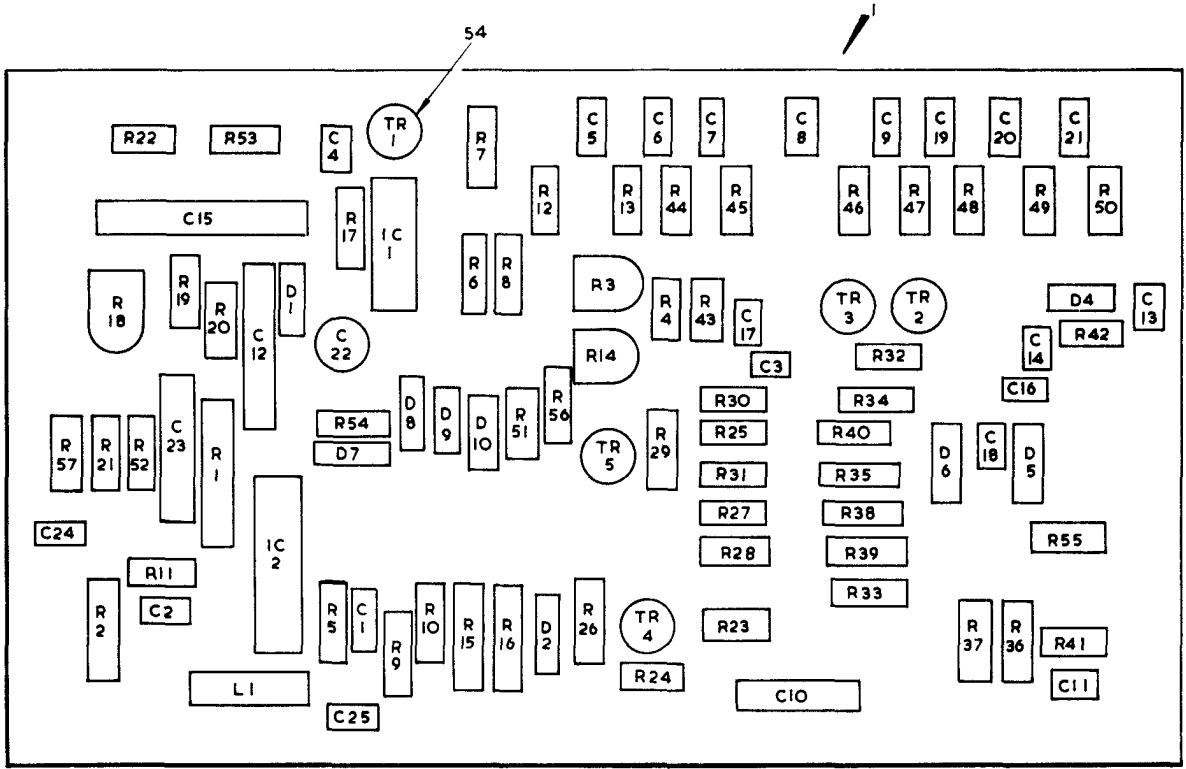 1
54
R22
R53
C
4
TR
1
R
7
C
5
C
6
C
7
C
8
C
9
C
19
C
20
C
21
R
12
R
13
R
44
R
45
R
46
R
47
R
48
R
49
R
50
C15
R
17
IC
1
R
18
R
19
R
20
C
12
D
1
C
22
R
6
R
8
R3
R
4
R
43
C
17
TR
3
TR
2
D4
C
13
R42
C
14
C16
R14
C3
R32
R30
R34
R
57
R
21
R
52
C
23
R
1
R54
D7
D
8
D
9
D
10
R
51
R
56
TR
5
R
29
R25
R40
R31
R35
R27
R38
R28
R39
R33
D
6
C
18
D
5
R55
C24
R11
C2
R
2
IC
2
L1
R
5
C
1
R
9
R
10
R
15
R
16
D
2
R
26
TR
4
R24
R23
C10
C25
R
37
R
36
R41
C11